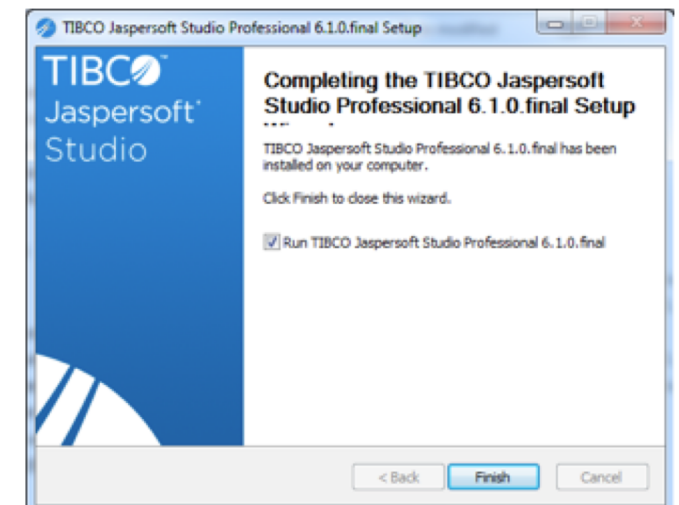 TIBCO Jaspersoft Studio Professional 6.1.0.final Setup
TIBCO™
Jaspersoft®
Studio
Completing the TIBCO Jaspersoft
Studio Professional 6.1.0.final Setup
TIBCO Jaspersoft Studio Professional 6.1.0.final has been
installed on your computer.
Click Finish to close this wizard.
Run TIBCO Jaspersoft Studio Professional 6.1.0.final
< Back
Finish
Cancel